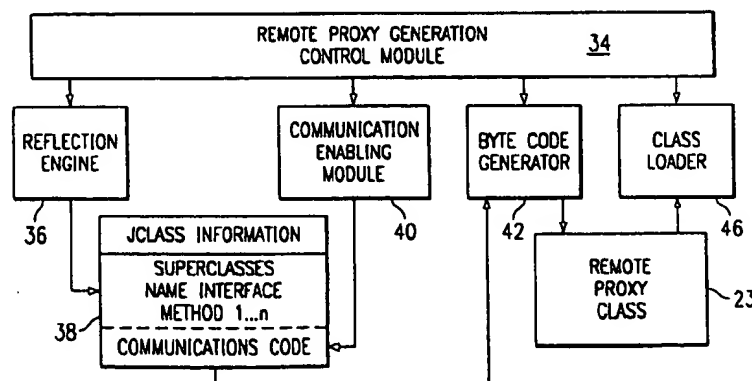 REMOTE PROXY GENERATION
CONTROL MODULE
34
REFLECTION
ENGINE
36
COMMUNICATION
ENABLING
MODULE
40
BYTE CODE
GENERATOR
42
CLASS
LOADER
46
JCLASS INFORMATION
SUPERCLASSES
NAME INTERFACE
METHOD 1...n
38
COMMUNICATIONS CODE
REMOTE
PROXY
CLASS
23